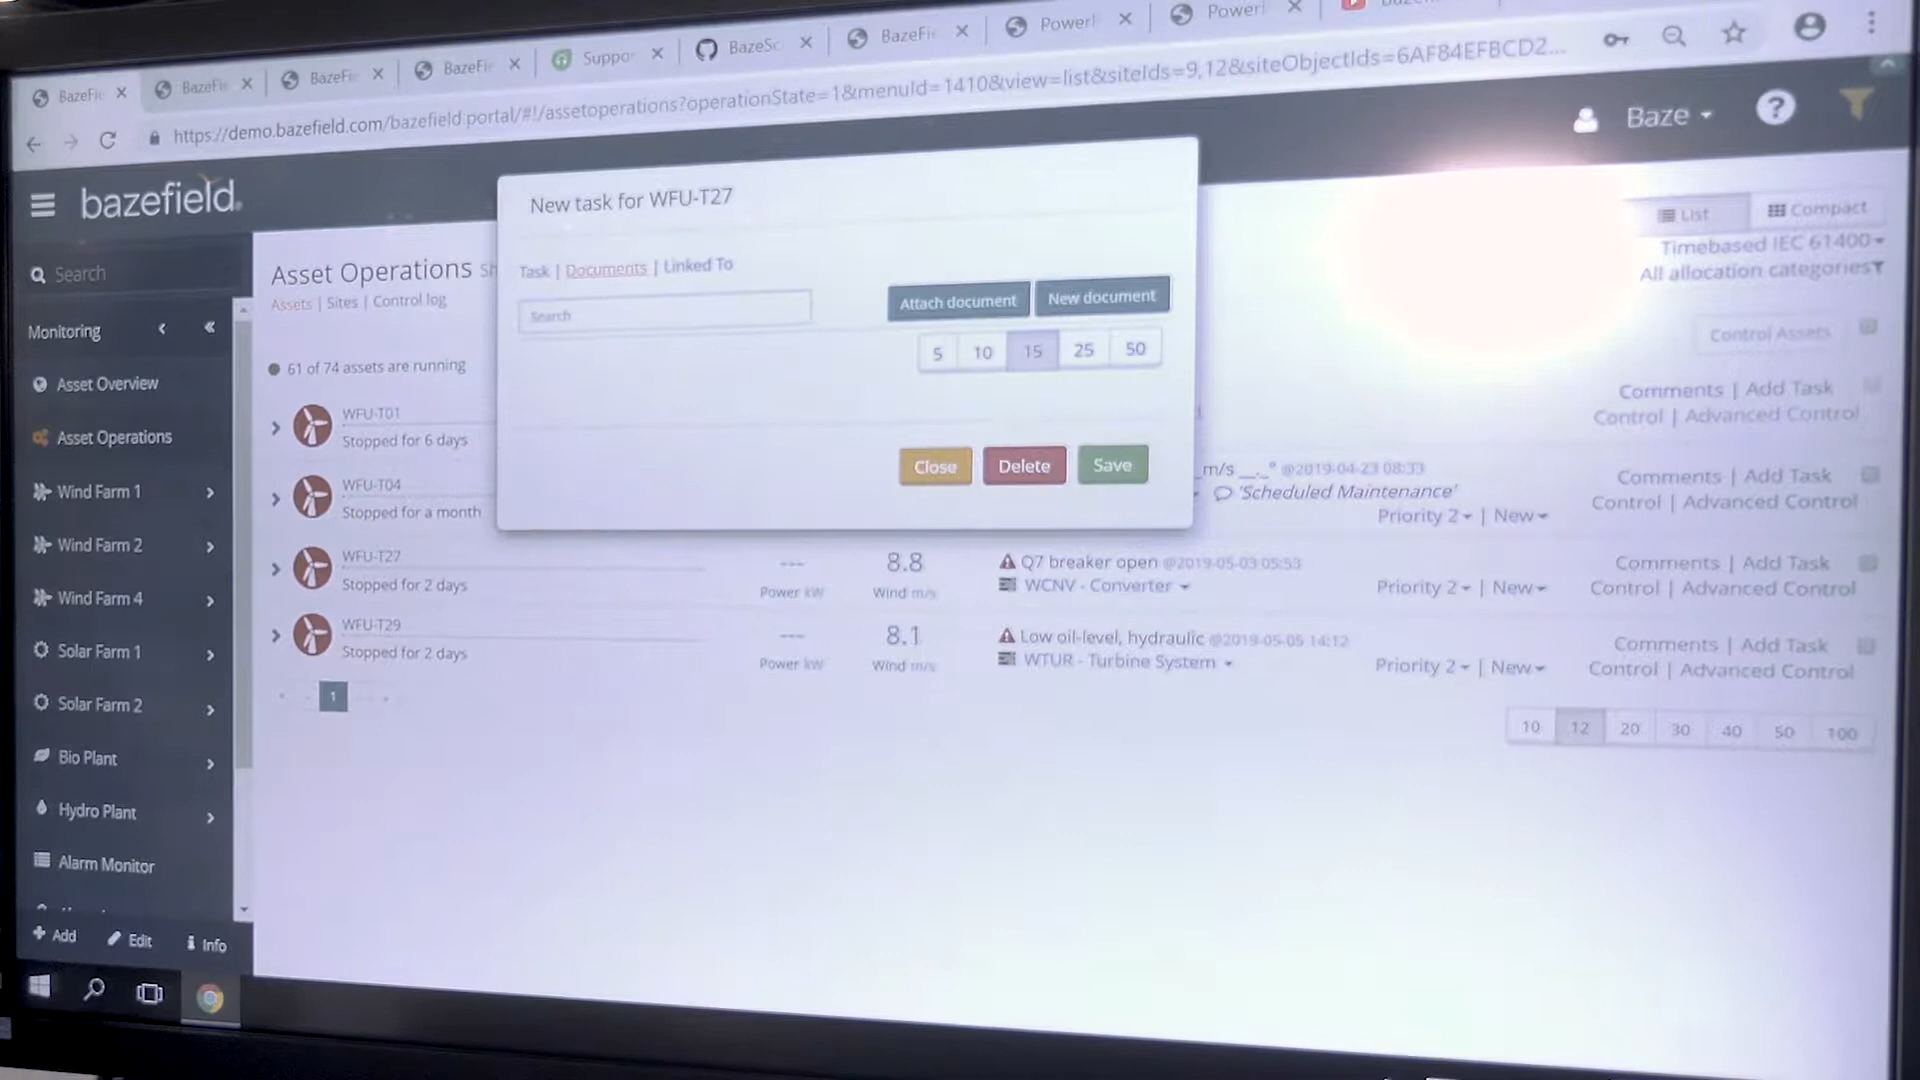 BazeFie
BazeFie
BazeFie
BazeFie
Suppo
BazeSc
BazeFie
Power
Power
https://demo.bazefield.com/bazefield.portal/#!/assetoperations?operationState=1&menuId=1410&view=list&siteIds=9,12&siteObjectIds=6AF84EFBCD2...
bazefield
Baze
?
Search
Monitoring
Asset Overview
Asset Operations
Wind Farm 1
Wind Farm 2
Wind Farm 4
Solar Farm 1
Solar Farm 2
Bio Plant
Hydro Plant
Alarm Monitor
Add Edit Info
Asset Operations
Assets | Sites | Control log
61 of 74 assets are running
List Compact
Timebased IEC 61400
All allocation categories
Control Assets
New task for WFU-T27
Task | Documents | Linked To
Search
Attach document New document
5 10 15 25 50
Close Delete Save
WFU-T01
Stopped for 6 days
Comments | Add Task
Control | Advanced Control
WFU-T04
Stopped for a month
m/s __._° @2019-04-23 08:33
'Scheduled Maintenance'
Priority 2 | New
Comments | Add Task
Control | Advanced Control
WFU-T27
Stopped for 2 days
---
Power kW
8.8
Wind m/s
Q7 breaker open @2019-05-03 05:53
WCNV - Converter
Priority 2 | New
Comments | Add Task
Control | Advanced Control
WFU-T29
Stopped for 2 days
---
Power kW
8.1
Wind m/s
Low oil-level, hydraulic @2019-05-05 14:12
WTUR - Turbine System
Priority 2 | New
Comments | Add Task
Control | Advanced Control
1
10 12 20 30 40 50 100